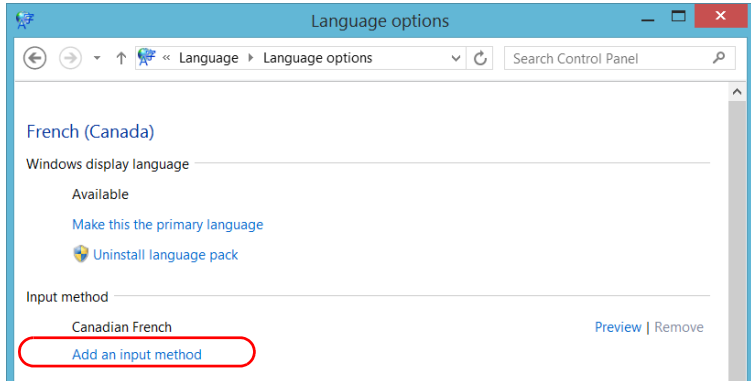 Language options
« Language ▸ Language options
Search Control Panel
French (Canada)
Windows display language
Available
Make this the primary language
Uninstall language pack
Input method
Canadian French
Preview | Remove
Add an input method